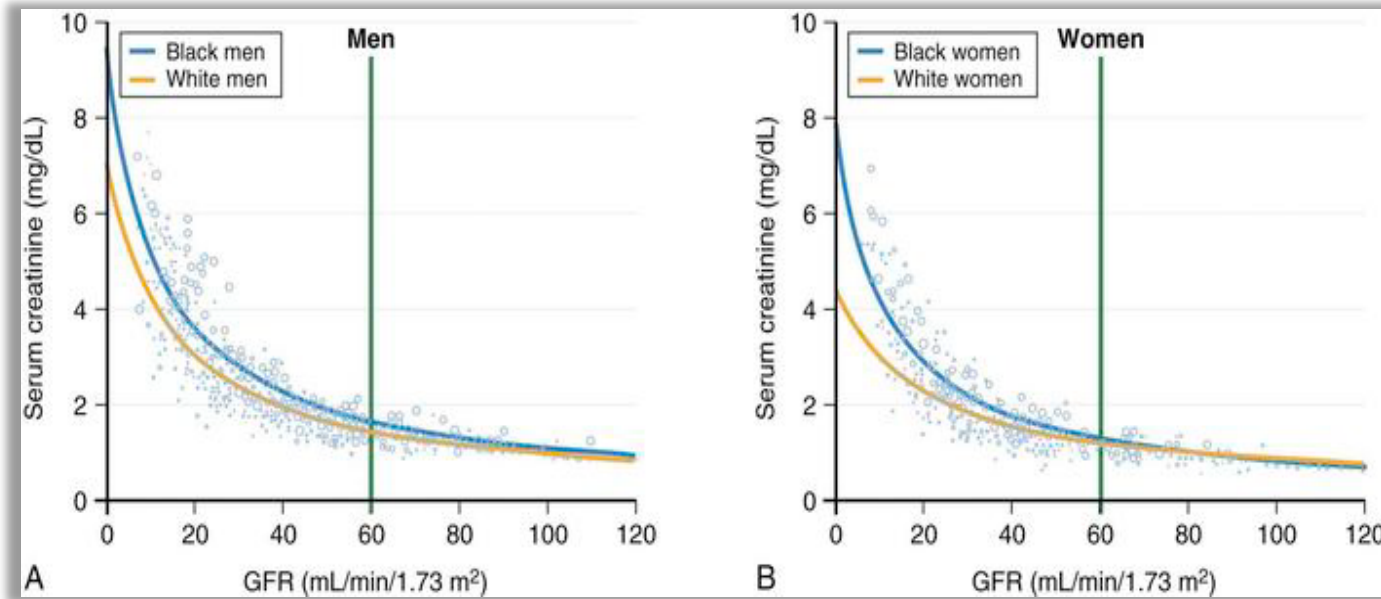 Men
Black men
White men
Serum creatinine (mg/dL)
10
8
6
4
2
0
0 20 40 60 80 100 120
GFR (mL/min/1.73 m²)
A
Women
Black women
White women
Serum creatinine (mg/dL)
10
8
6
4
2
0
0 20 40 60 80 100 120
GFR (mL/min/1.73 m²)
B